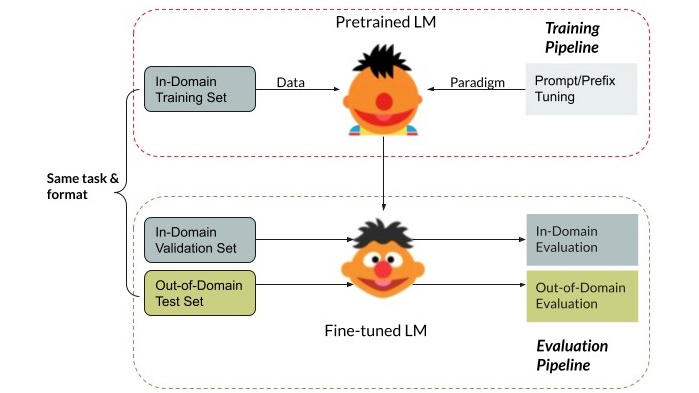 Pretrained LM
Training
Pipeline
In-Domain
Training Set
Data
Paradigm
Prompt/Prefix
Tuning
Same task &
format
In-Domain
Validation Set
In-Domain
Evaluation
Out-of-Domain
Test Set
Out-of-Domain
Evaluation
Fine-tuned LM
Evaluation
Pipeline